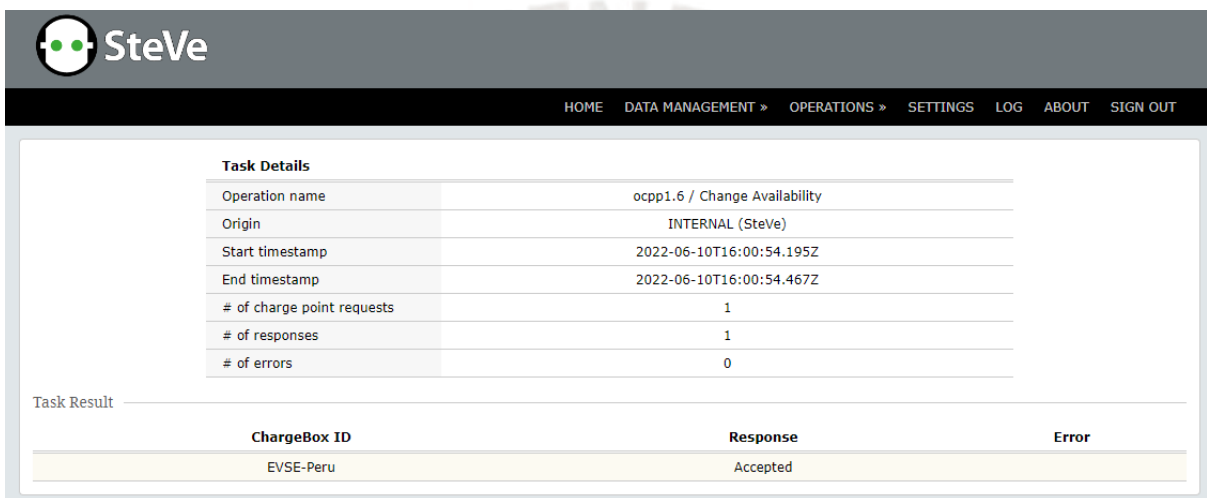 SteVe
HOME DATA MANAGEMENT » OPERATIONS » SETTINGS LOG ABOUT SIGN OUT
Task Details
Operation name ocpp1.6 / Change Availability
Origin INTERNAL (SteVe)
Start timestamp 2022-06-10T16:00:54.195Z
End timestamp 2022-06-10T16:00:54.467Z
# of charge point requests 1
# of responses 1
# of errors 0
Task Result
ChargeBox ID Response Error
EVSE-Peru Accepted